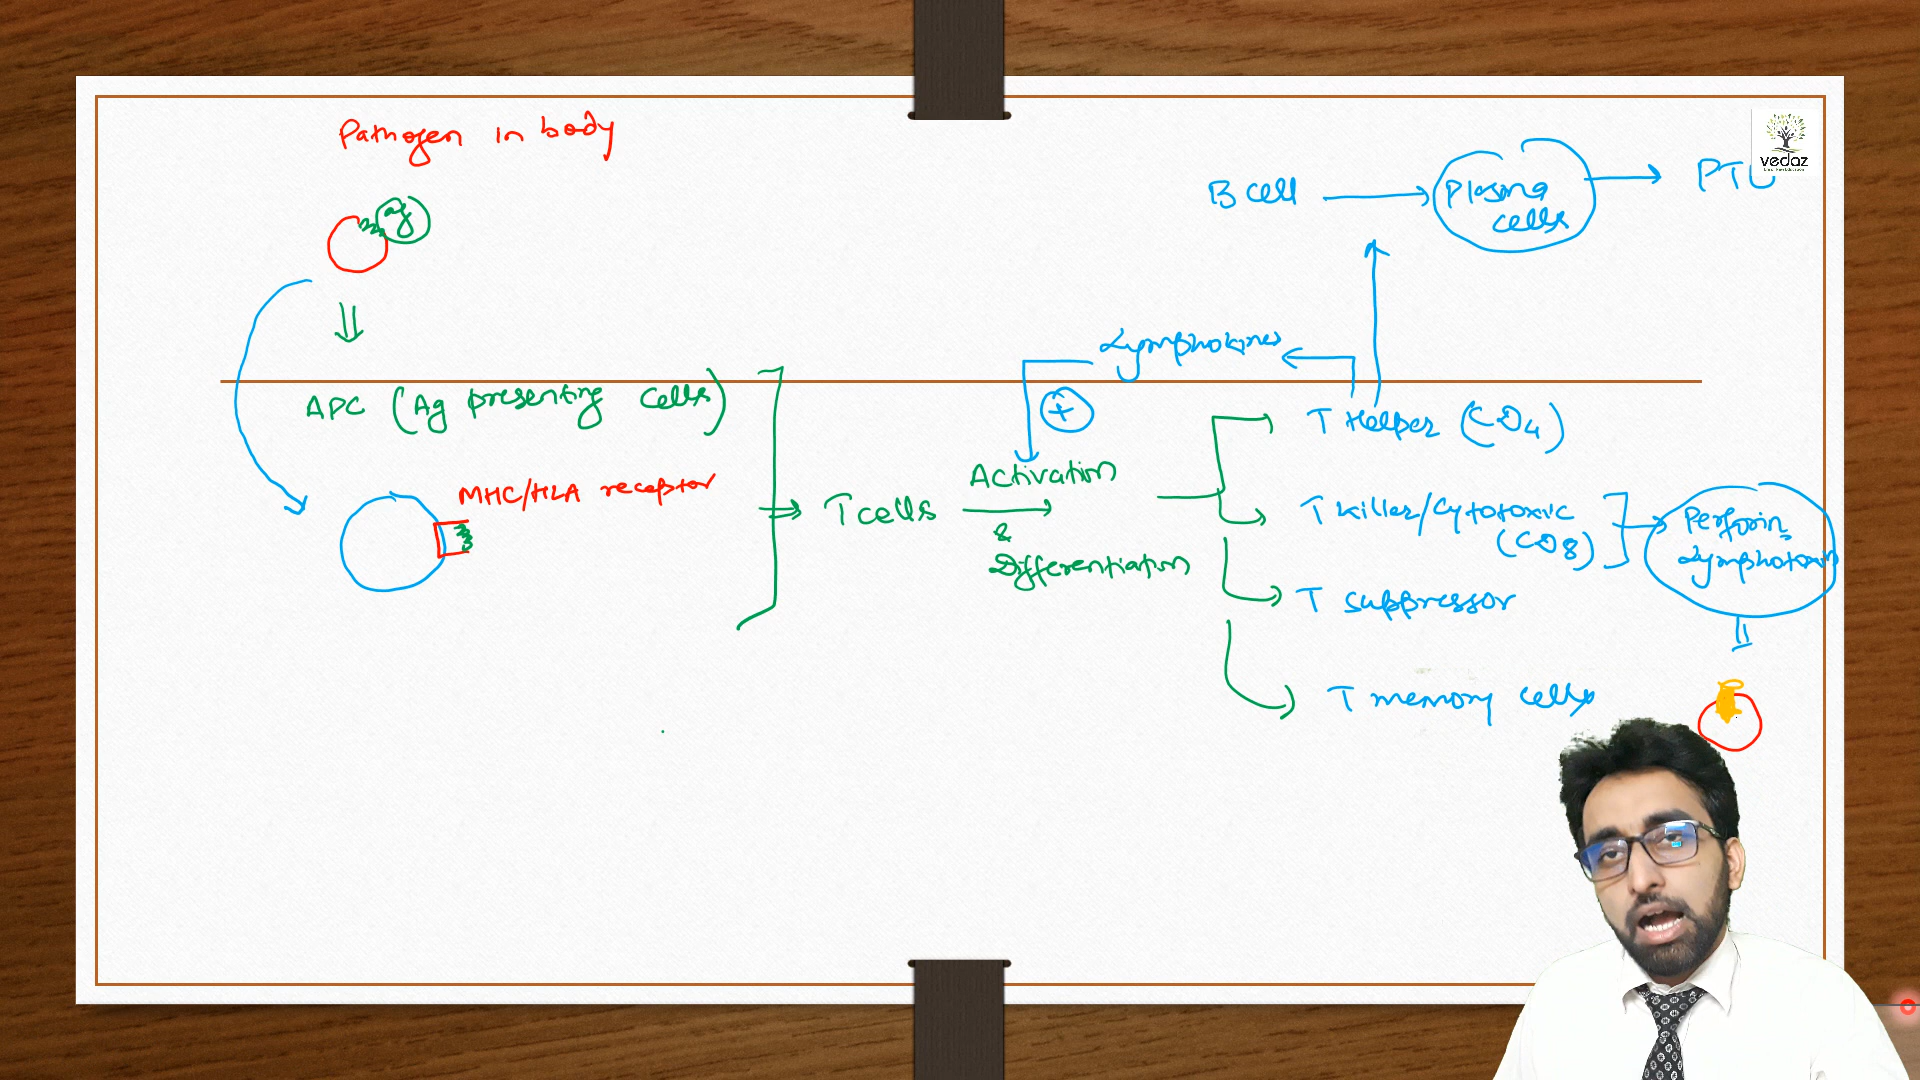 Pathogen in body
Ag
APC (Ag presenting cells)
MHC/HLA receptor
T cells
Activation
&
Differentiation
+
Lymphokines
B cell
Plasma
cells
vedaz
T Helper (CD4)
T killer/Cytotoxic
(CD8)
T suppressor
T memory cells
Perforin
Lymphotoxin